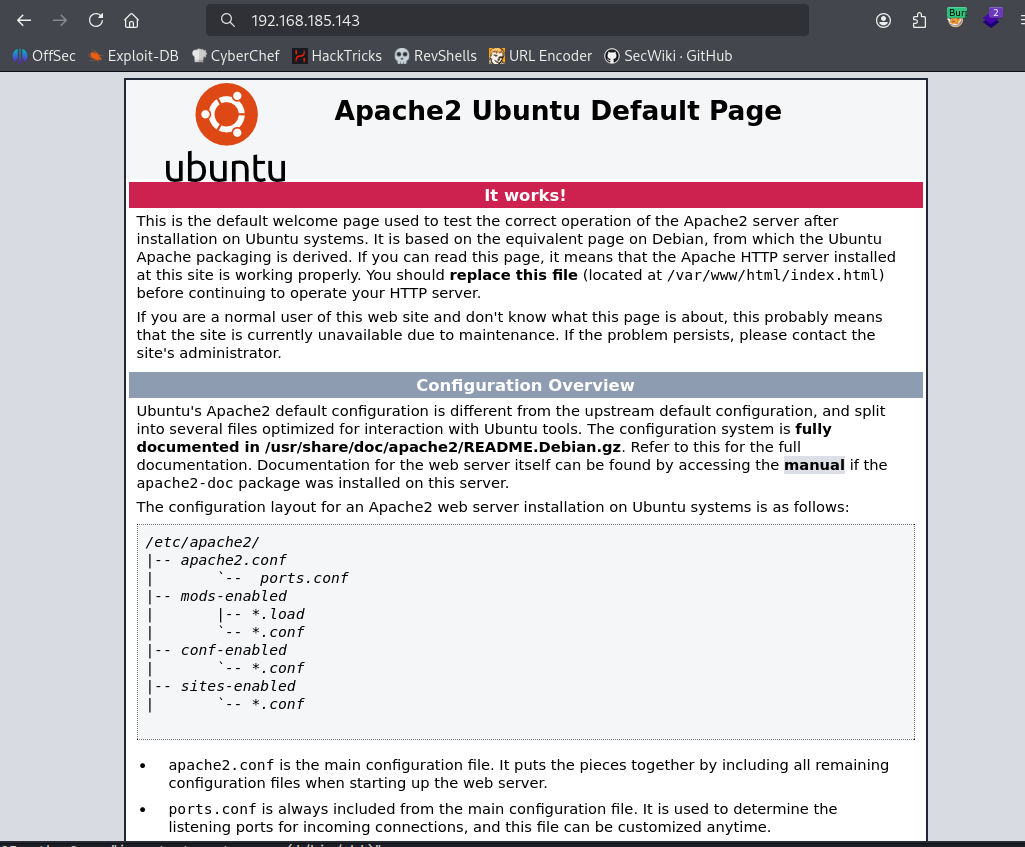 192.168.185.143
Burr
2
OffSec Exploit-DB CyberChef HackTricks RevShells URL Encoder SecWiki · GitHub
ubuntu
Apache2 Ubuntu Default Page
It works!
This is the default welcome page used to test the correct operation of the Apache2 server after
installation on Ubuntu systems. It is based on the equivalent page on Debian, from which the Ubuntu
Apache packaging is derived. If you can read this page, it means that the Apache HTTP server installed
at this site is working properly. You should replace this file (located at /var/www/html/index.html)
before continuing to operate your HTTP server.
If you are a normal user of this web site and don't know what this page is about, this probably means
that the site is currently unavailable due to maintenance. If the problem persists, please contact the
site's administrator.
Configuration Overview
Ubuntu's Apache2 default configuration is different from the upstream default configuration, and split
into several files optimized for interaction with Ubuntu tools. The configuration system is fully
documented in /usr/share/doc/apache2/README.Debian.gz. Refer to this for the full
documentation. Documentation for the web server itself can be found by accessing the manual if the
apache2-doc package was installed on this server.
The configuration layout for an Apache2 web server installation on Ubuntu systems is as follows:
/etc/apache2/
|-- apache2.conf
|       `--  ports.conf
|-- mods-enabled
|       |-- *.load
|       `-- *.conf
|-- conf-enabled
|       `-- *.conf
|-- sites-enabled
|       `-- *.conf
• apache2.conf is the main configuration file. It puts the pieces together by including all remaining
configuration files when starting up the web server.
• ports.conf is always included from the main configuration file. It is used to determine the
listening ports for incoming connections, and this file can be customized anytime.